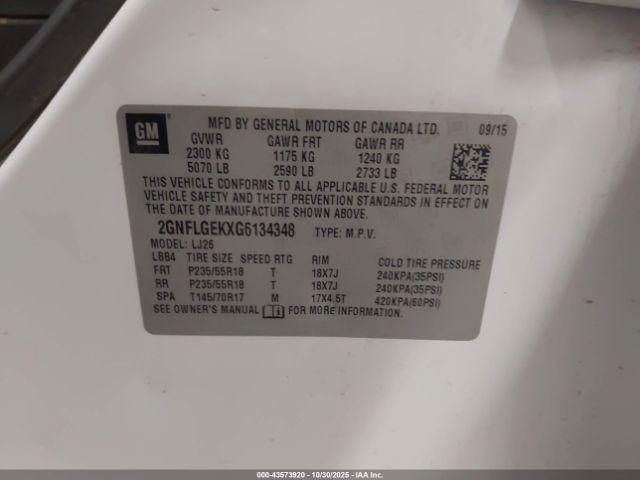 GM
MFD BY GENERAL MOTORS OF CANADA LTD. 09/15
GVWR GAWR FRT GAWR RR
2300 KG 1175 KG 1240 KG
5070 LB 2590 LB 2733 LB
THIS VEHICLE CONFORMS TO ALL APPLICABLE U.S. FEDERAL MOTOR
VEHICLE SAFETY AND THEFT PREVENTION STANDARDS IN EFFECT ON
THE DATE OF MANUFACTURE SHOWN ABOVE.
2GNFLGEKXG6134348 TYPE: M.P.V.
MODEL: LJ26
LBB4 TIRE SIZE SPEED RTG RIM COLD TIRE PRESSURE
FRT P235/55R18 T 18X7J 240KPA(35PSI)
RR P235/55R18 T 18X7J 240KPA(35PSI)
SPA T145/70R17 M 17X4.5T 420KPA(60PSI)
SEE OWNER'S MANUAL FOR MORE INFORMATION.
000-43573920 - 10/30/2025 - IAAI, Inc.